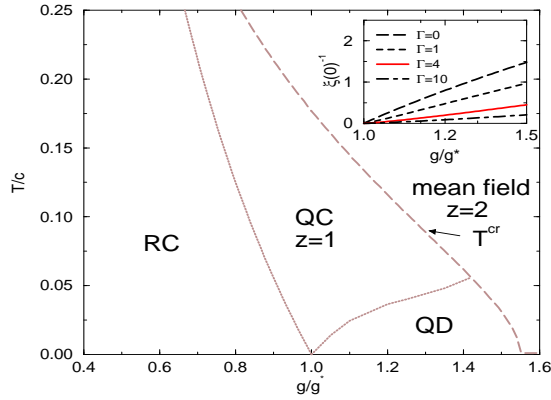 0.25
0.20
0.15
0.10
0.05
0.00
T/c
0.4
0.6
0.8
1.0
1.2
1.4
1.6
g/g*
RC
QC
z=1
QD
mean field
z=2
T^cr
2
1
0
ξ(0)^-1
Γ=0
Γ=1
Γ=4
Γ=10
1.0
1.2
1.5
g/g*